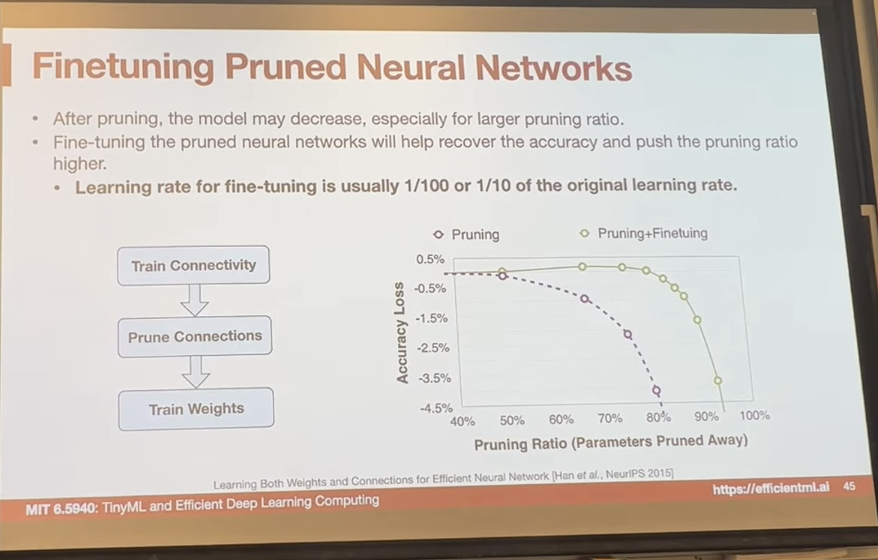 Finetuning Pruned Neural Networks
• After pruning, the model may decrease, especially for larger pruning ratio.
• Fine-tuning the pruned neural networks will help recover the accuracy and push the pruning ratio
higher.
• Learning rate for fine-tuning is usually 1/100 or 1/10 of the original learning rate.
Train Connectivity
Prune Connections
Train Weights
Pruning
Pruning+Finetuing
Accuracy Loss
0.5%
-0.5%
-1.5%
-2.5%
-3.5%
-4.5%
40% 50% 60% 70% 80% 90% 100%
Pruning Ratio (Parameters Pruned Away)
Learning Both Weights and Connections for Efficient Neural Network [Han et al., NeurIPS 2015]
MIT 6.5940: TinyML and Efficient Deep Learning Computing
https://efficientml.ai 45